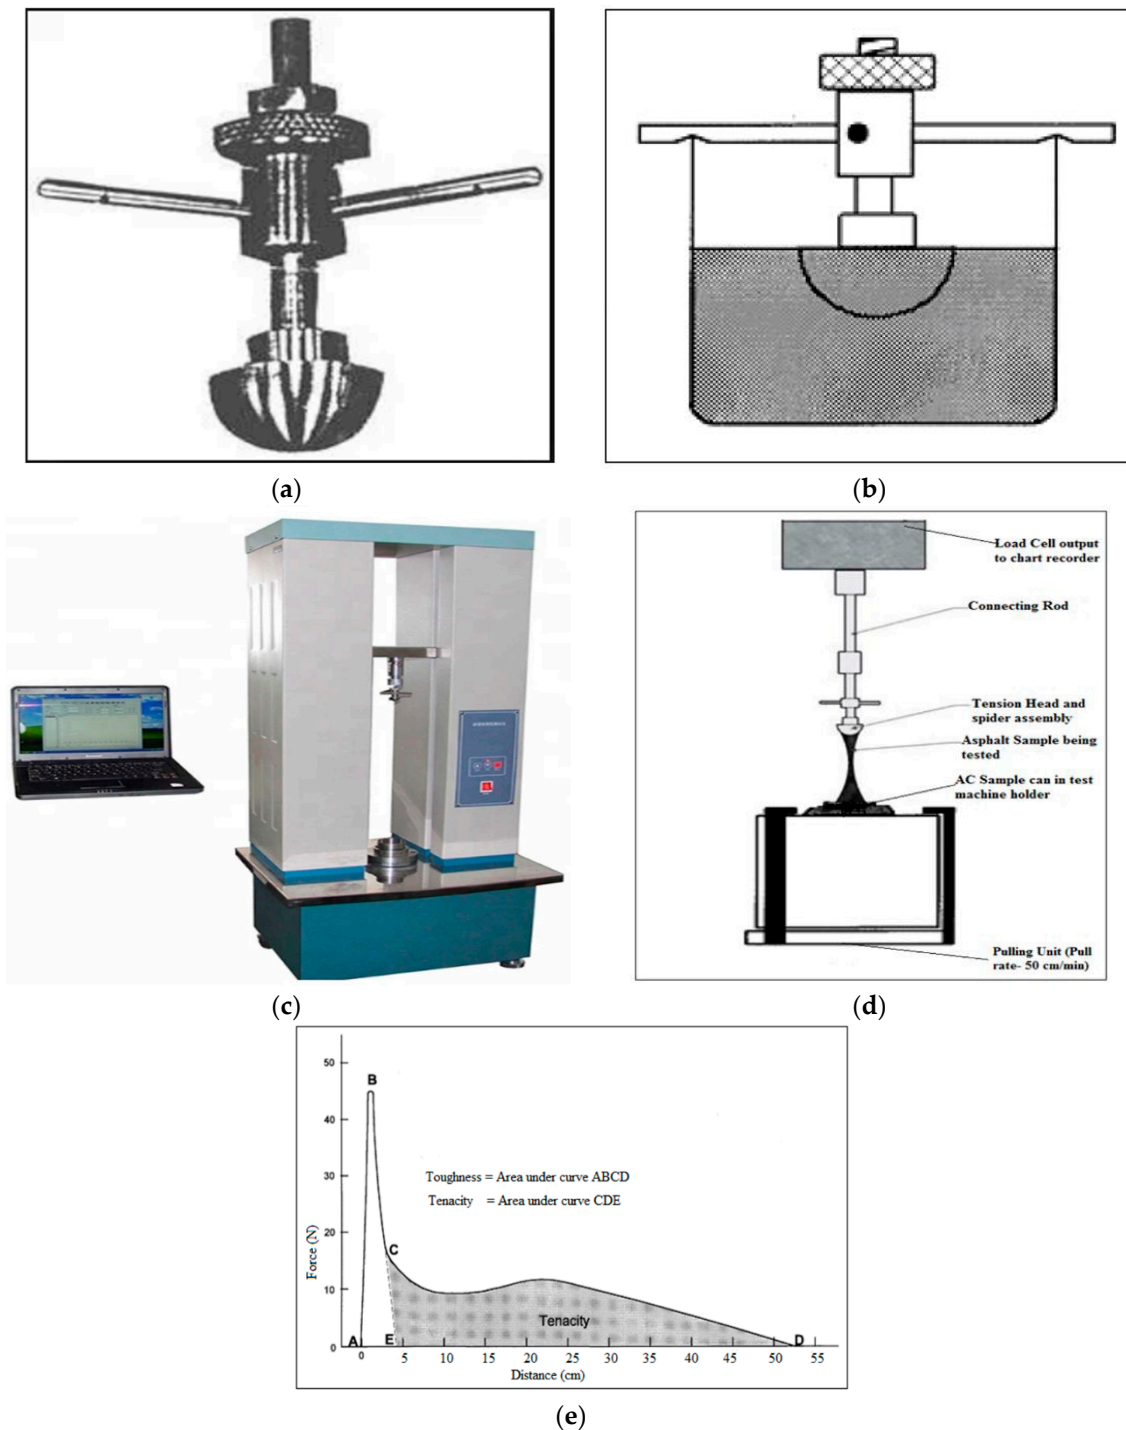 (a)
(b)
Load Cell output
to chart recorder
Connecting Rod
Tension Head and
spider assembly
Asphalt Sample being
tested
AC Sample can in test
machine holder
Pulling Unit (Pull
rate- 50 cm/min)
(c)
(d)
50
B
40
Toughness = Area under curve ABCD
30
Tenacity = Area under curve CDE
20
C
Force (N)
10
Tenacity
A
E
D
0
0
5
10
15
20
25
30
35
40
45
50
55
Distance (cm)
(e)